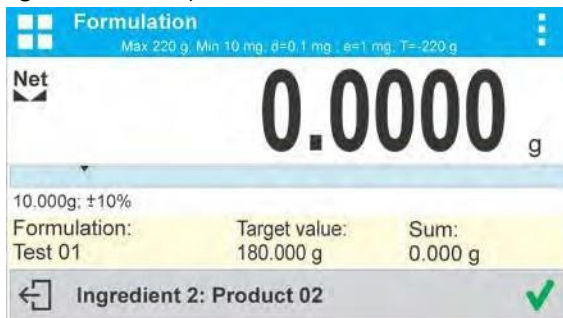 Formulation
Max 220 g Min 10 mg, d=0.1 mg e=1 mg, T=-220 g
Net
0.0000 g
10.000g; ±10%
Formulation: Target value: Sum:
Test 01 180.000 g 0.000 g
Ingredient 2: Product 02